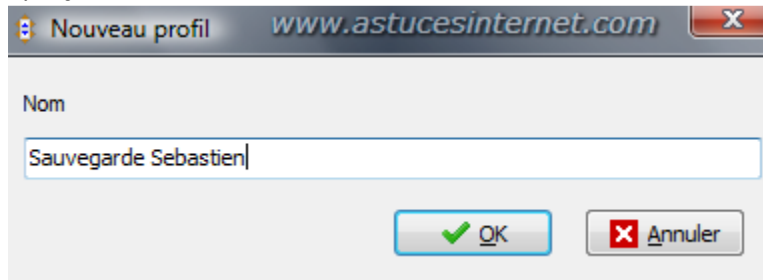 Nouveau profil www.astucesinternet.com
Nom
Sauvegarde Sebastien
OK Annuler